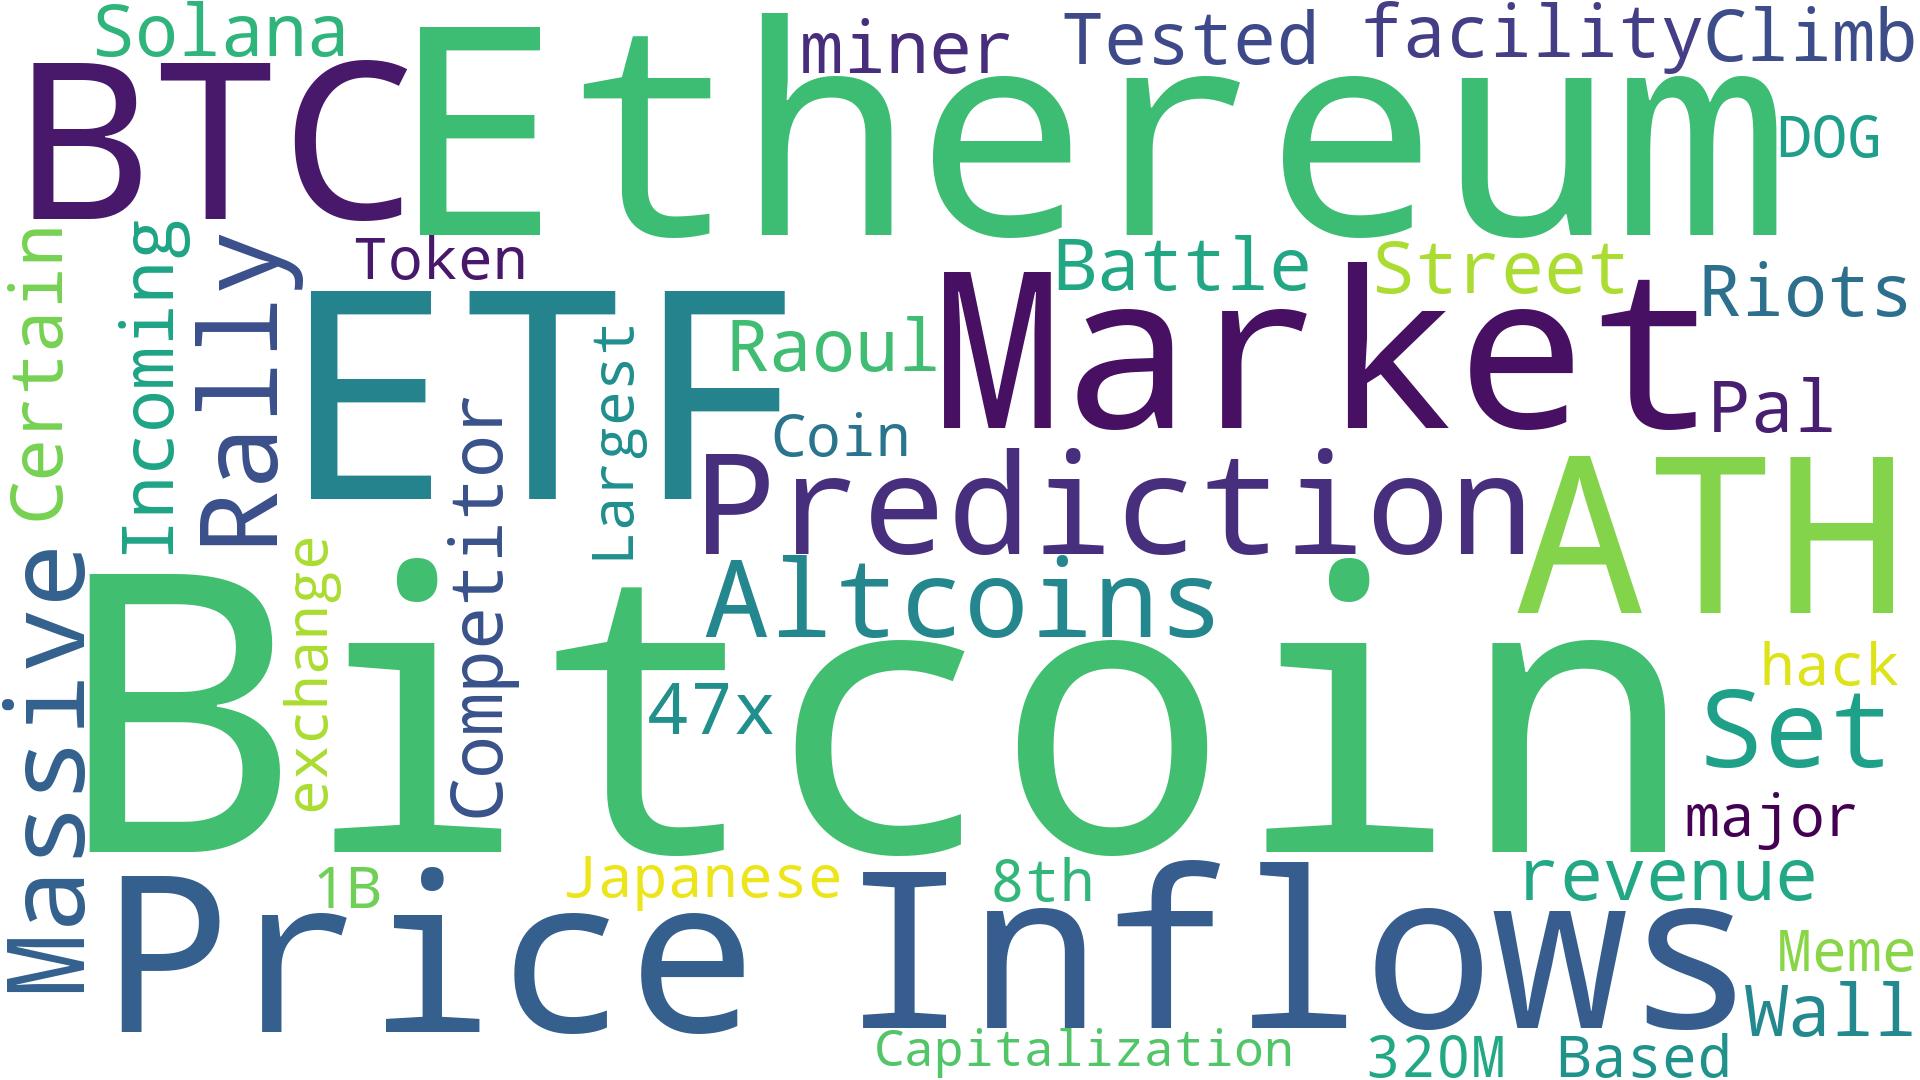 Solana
miner
Tested
facility
Climb
BTC
Ethereum
DOG
Certain
Incoming
Rally
Token
Battle
Street
Riots
ETF
Largest
Raoul
Market
Pal
Competitor
Coin
Prediction
ATH
Massive
exchange
Altcoins
Bitcoin
47x
hack
Set
major
1B
Japanese
8th
revenue
Price
Inflows
Meme
Wall
Capitalization
320M
Based